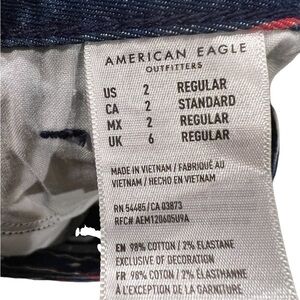 AMERICAN EAGLE
OUTFITTERS
US 2 REGULAR
CA 2 STANDARD
MX 2 REGULAR
UK 6 REGULAR
MADE IN VIETNAM / FABRIQUÉ AU
VIETNAM / HECHO EN VIETNAM
RN 54485/CA 03873
RFC# AEM120605U9A
EN 98% COTTON / 2% ELASTANE
EXCLUSIVE OF DECORATION
FR 98% COTON / 2% ÉLASTHANNE
À L'EXCEPTION DE LA GARNITURE